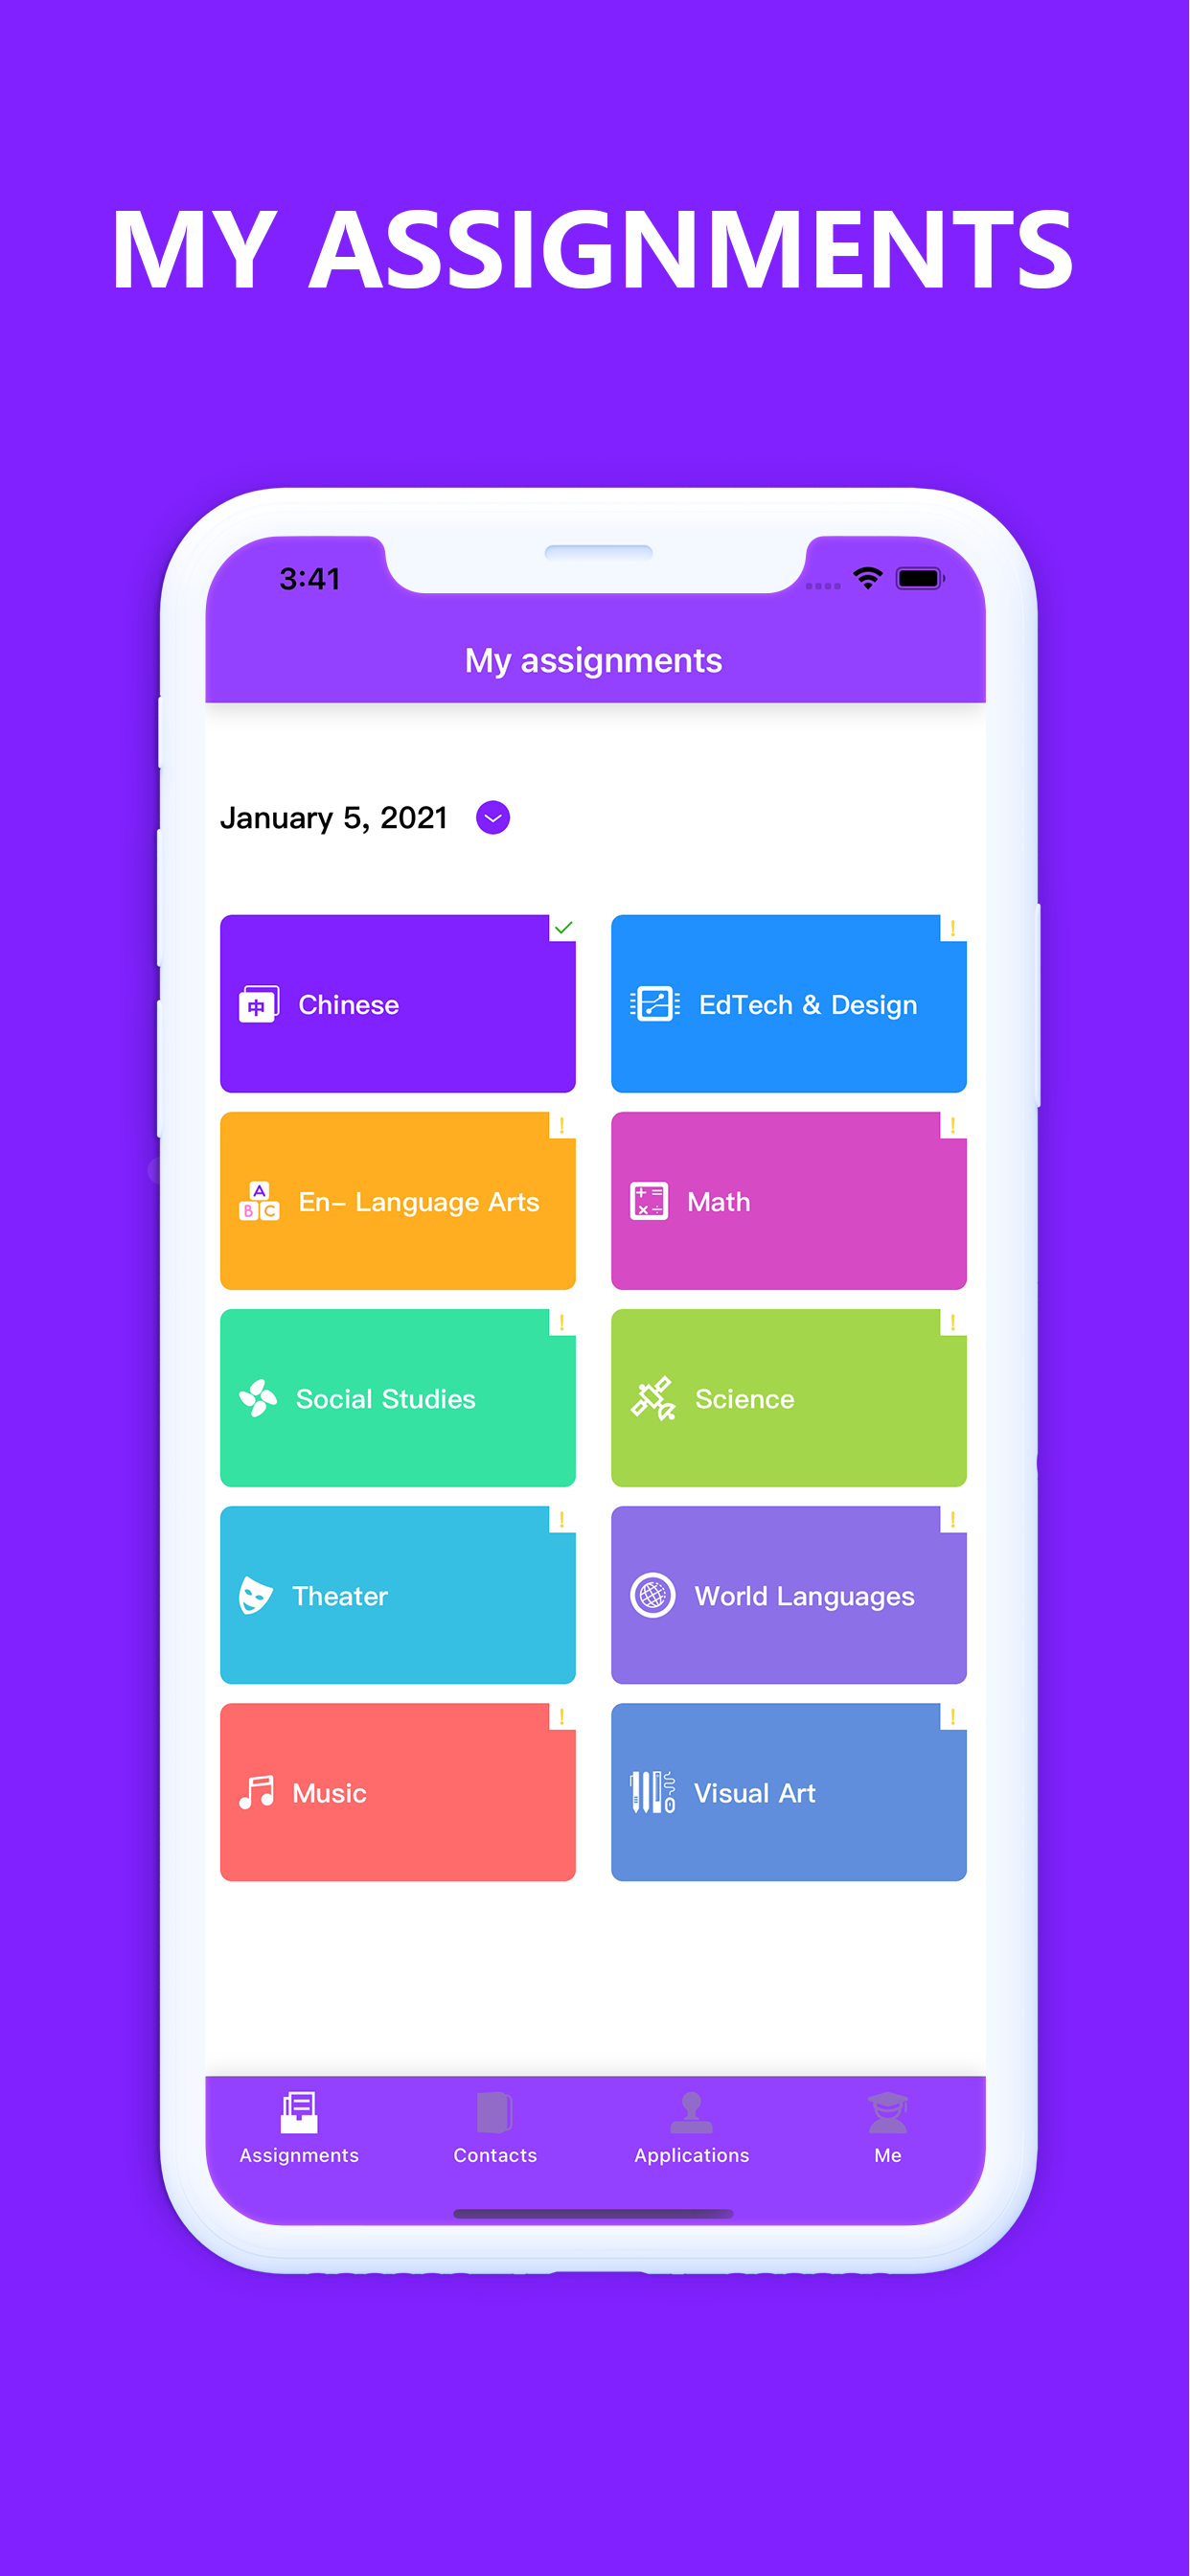 MY ASSIGNMENTS
3:41
My assignments
January 5, 2021
中 Chinese
! EdTech & Design
! A B C En- Language Arts
! Math
! Social Studies
! Science
! Theater
! World Languages
! Music
! Visual Art
Assignments Contacts Applications Me